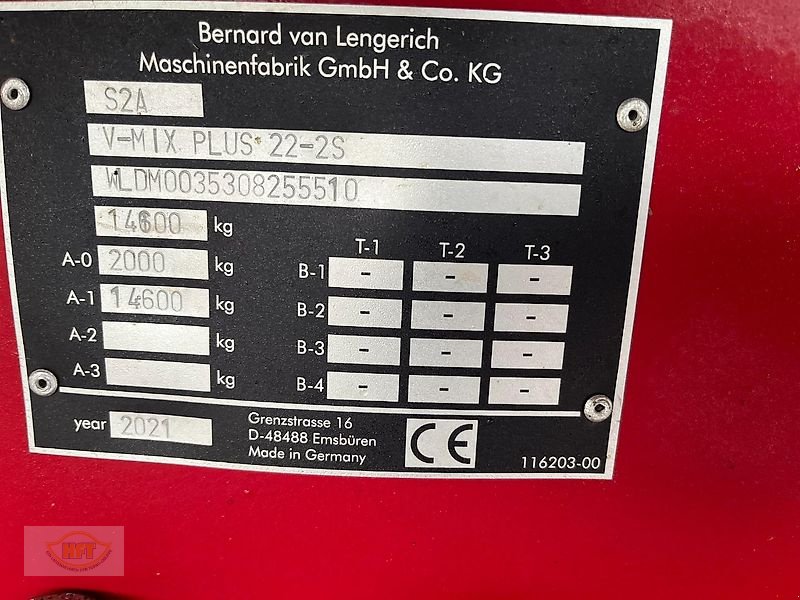 Bernard van Lengerich
Maschinenfabrik GmbH & Co. KG
S2A
V-MIX PLUS 22-2S
WLDM0035308255510
14600 kg
A-0 2000 kg
A-1 14600 kg
A-2 kg
A-3 kg
T-1 T-2 T-3
B-1 - - -
B-2 - - -
B-3 - - -
B-4 - - -
year 2021
Grenzstrasse 16
D-48488 Emsbüren
Made in Germany
CE
116203-00
HFT